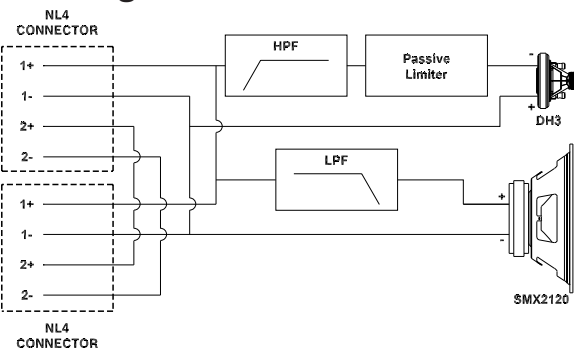 NL4
CONNECTOR
1+
1-
2+
2-
HPF
Passive
Limiter
-
+
DH3
LPF
1+
1-
2+
2-
+
-
SMX2120
NL4
CONNECTOR